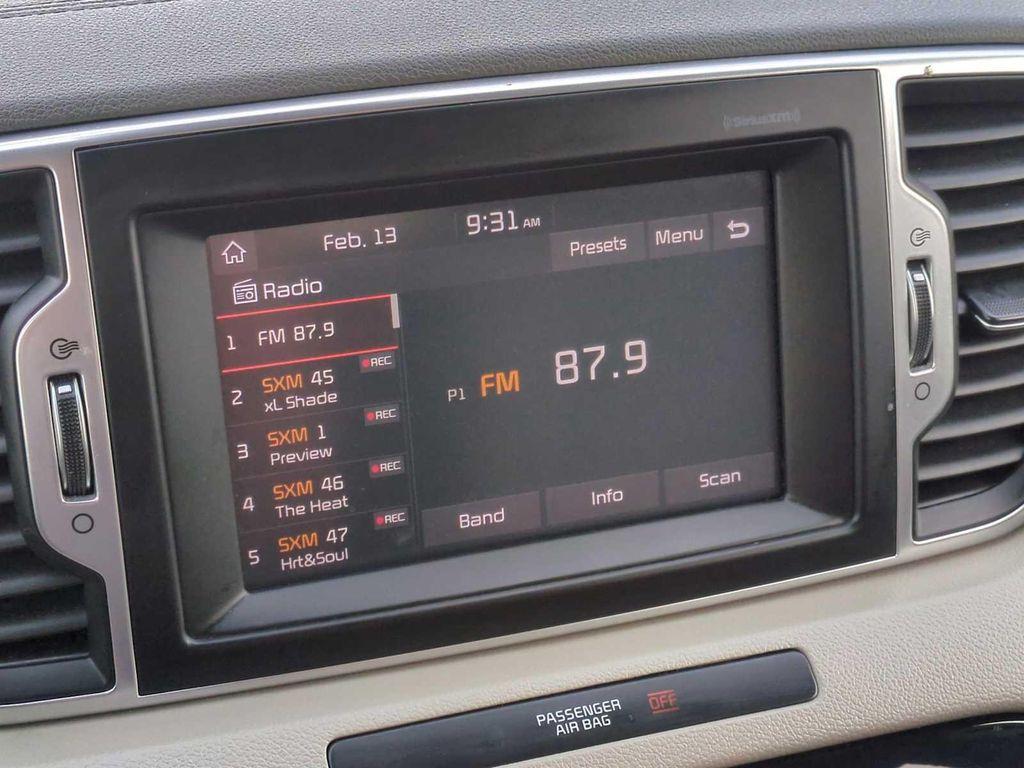 ((SiriusXM))
Feb. 13
9:31 AM
Presets
Menu
Radio
1 FM 87.9
2 SXM 45
xL Shade
REC
3 SXM 1
Preview
REC
4 SXM 46
The Heat
REC
5 SXM 47
Hrt&Soul
REC
P1 FM 87.9
Band
Info
Scan
PASSENGER
AIR BAG
OFF